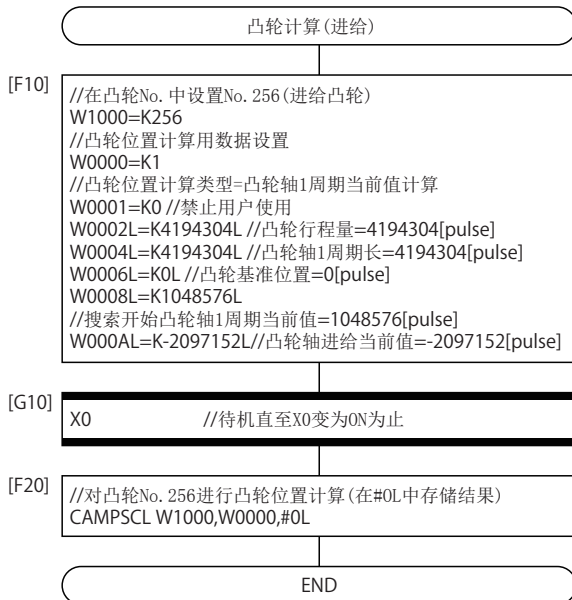 凸轮计算(进给)
[F10]
//在凸轮No.中设置No.256(进给凸轮)
W1000=K256
//凸轮位置计算用数据设置
W0000=K1
//凸轮位置计算类型=凸轮轴1周期当前值计算
W0001=K0 //禁止用户使用
W0002L=K4194304L //凸轮行程量=4194304[pulse]
W0004L=K4194304L //凸轮轴1周期长=4194304[pulse]
W0006L=K0L //凸轮基准位置=0[pulse]
W0008L=K1048576L
//搜索开始凸轮轴1周期当前值=1048576[pulse]
W000AL=K-2097152L//凸轮轴进给当前值=-2097152[pulse]
[G10]
X0 //待机直至X0变为ON为止
[F20]
//对凸轮No.256进行凸轮位置计算(在#0L中存储结果)
CAMPSCL W1000,W0000,#0L
END